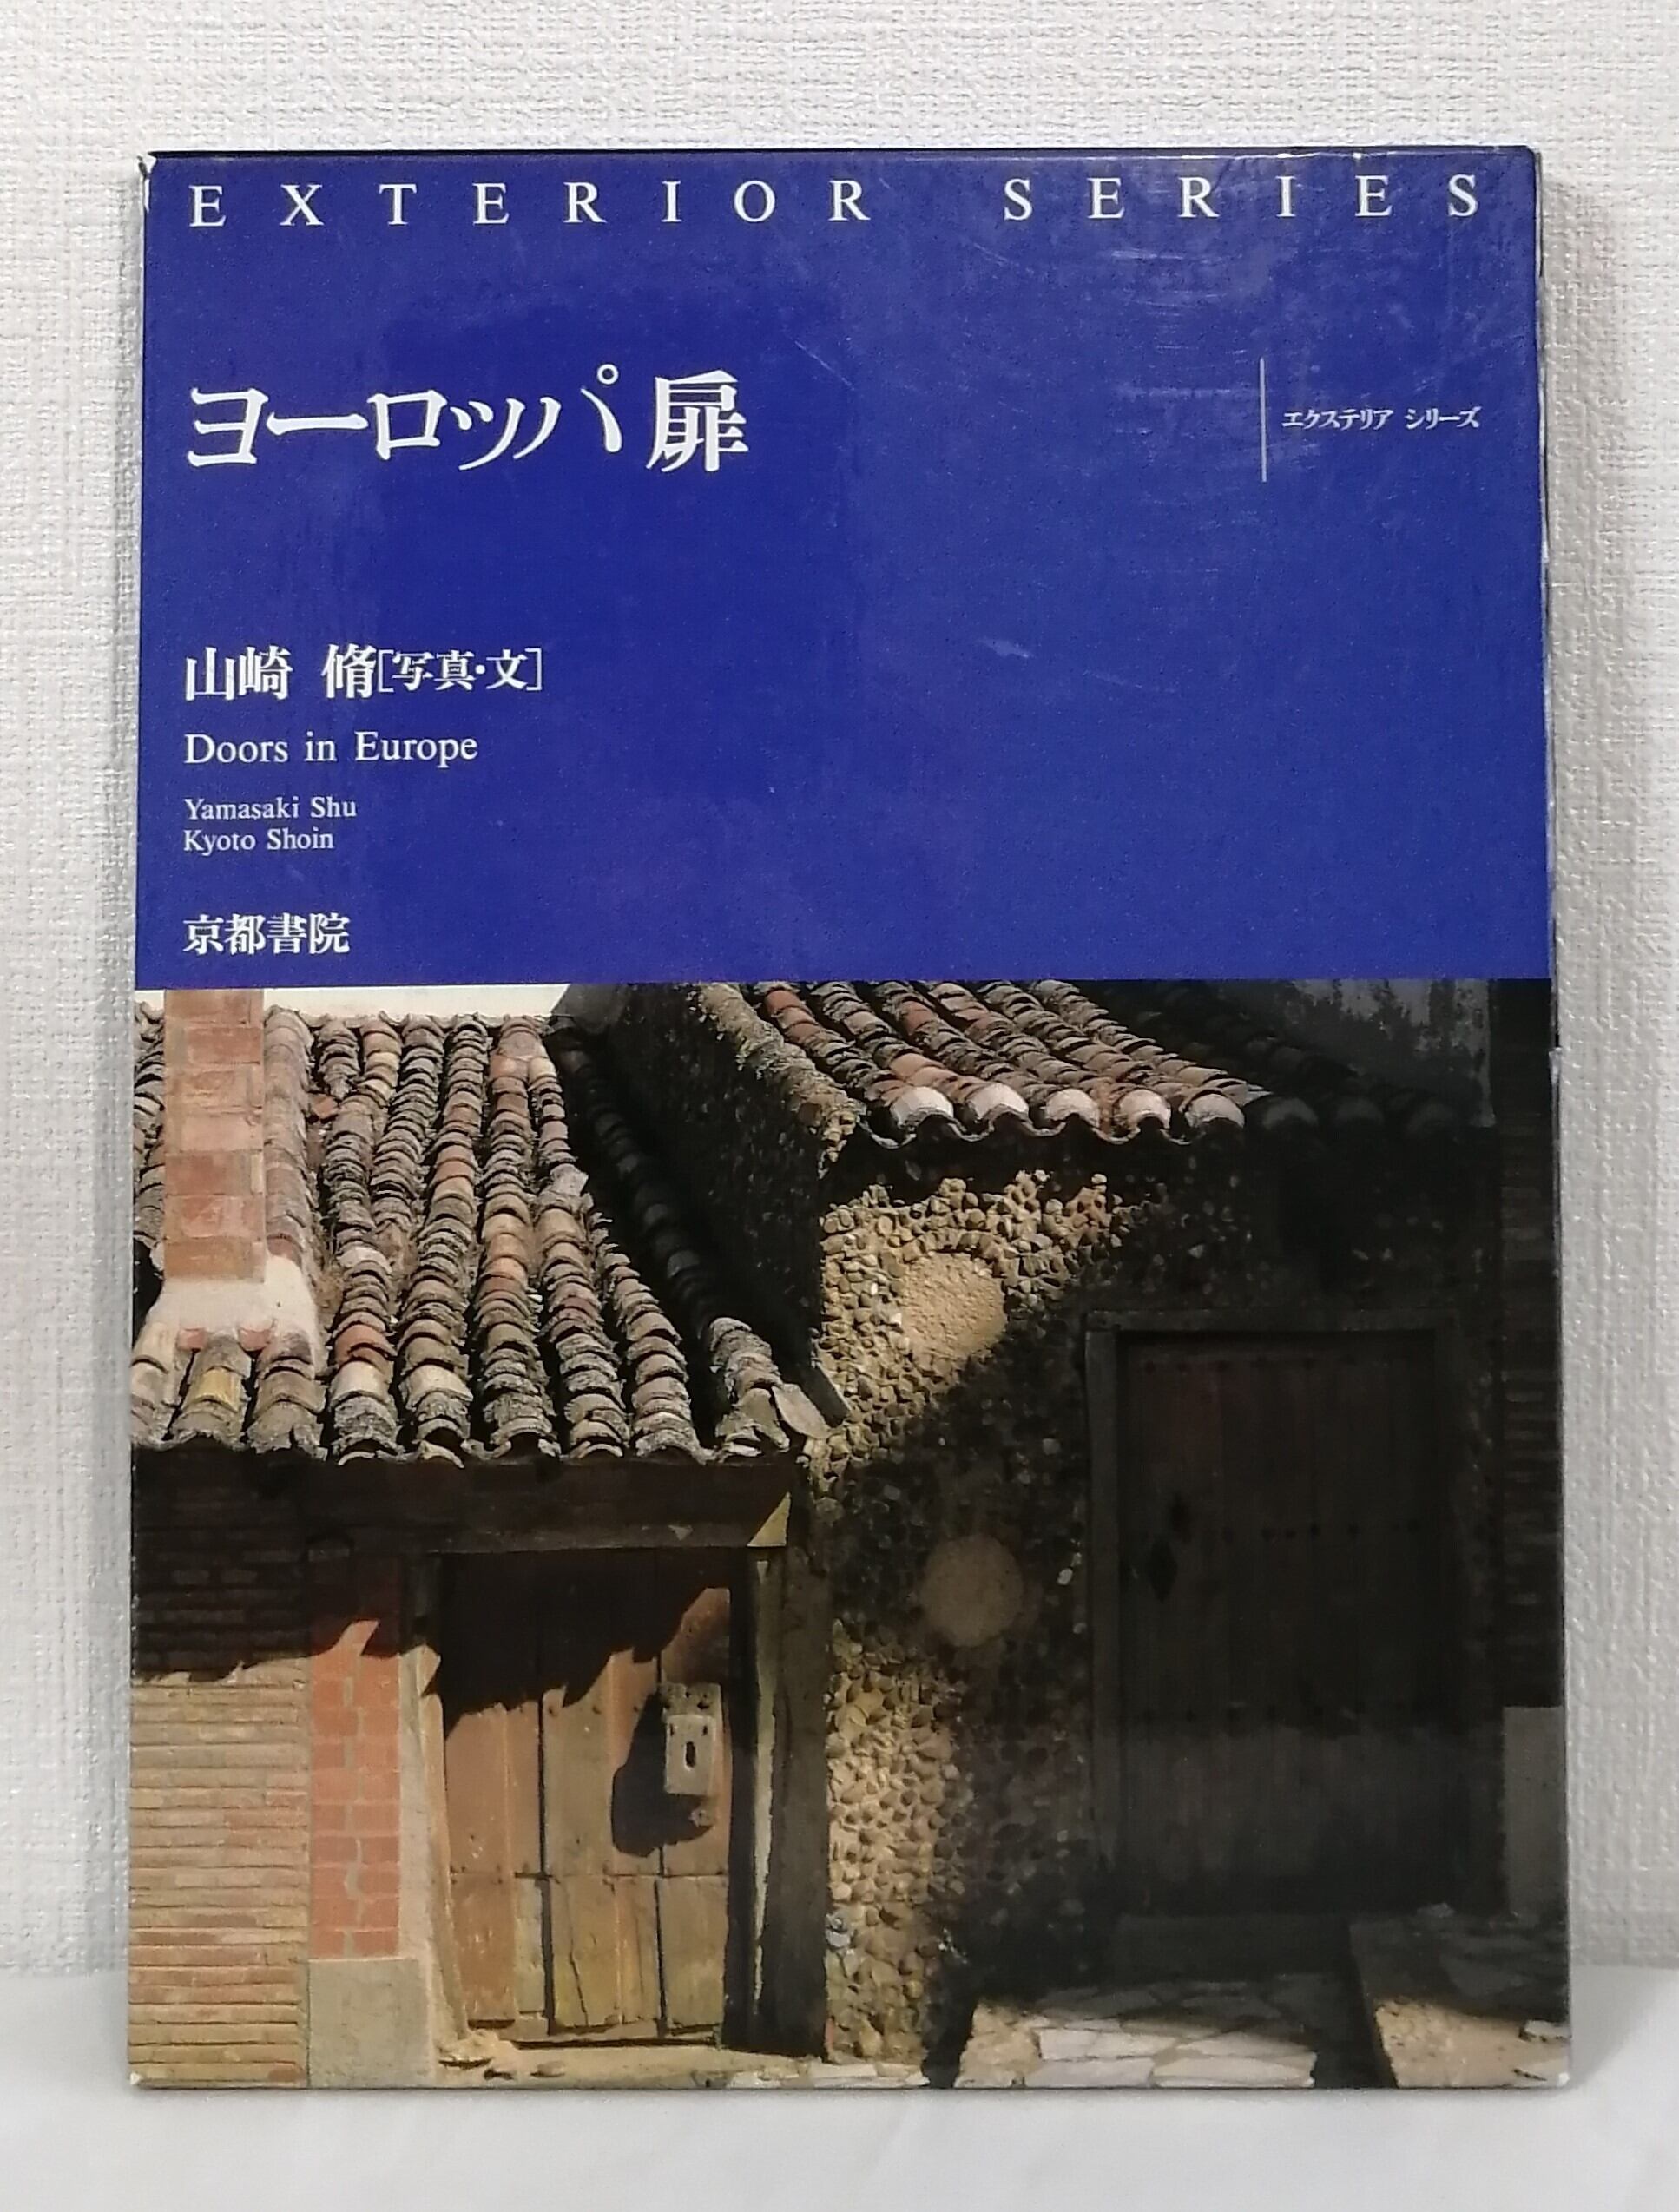 EXTERIOR SERIES
ヨーロッパ扉
エクステリア シリーズ
山崎 脩[写真・文]
Doors in Europe
Yamasaki Shu
Kyoto Shoin
京都書院